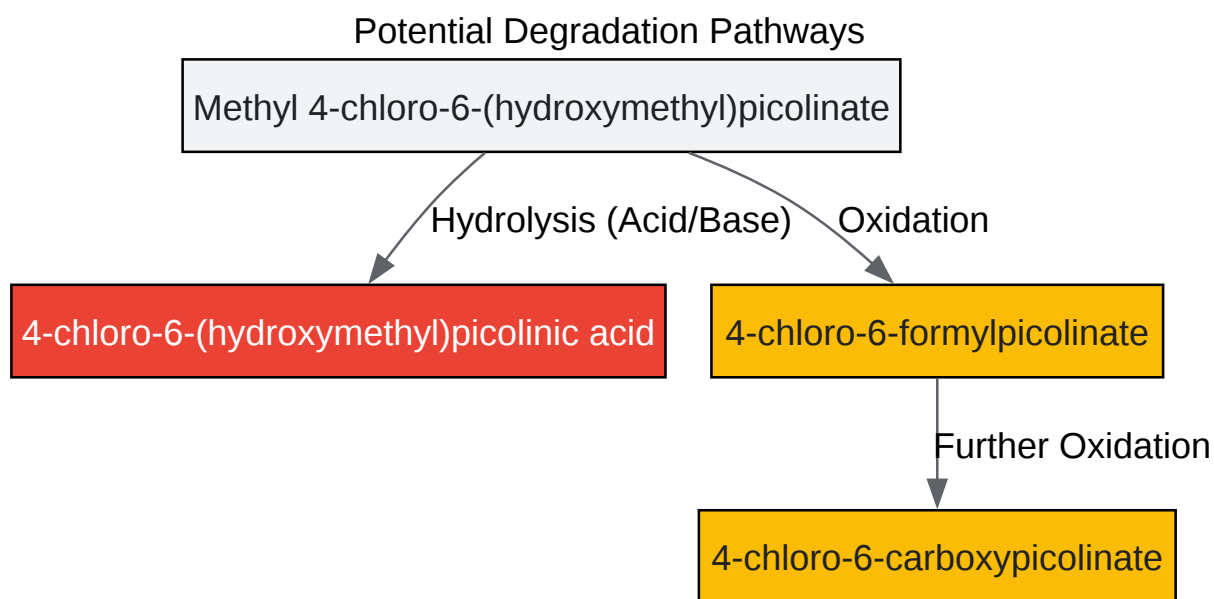 Potential Degradation Pathways
Methyl 4-chloro-6-(hydroxymethyl)picolinate
Hydrolysis (Acid/Base)
Oxidation
4-chloro-6-(hydroxymethyl)picolinic acid
4-chloro-6-formylpicolinate
Further Oxidation
4-chloro-6-carboxypicolinate